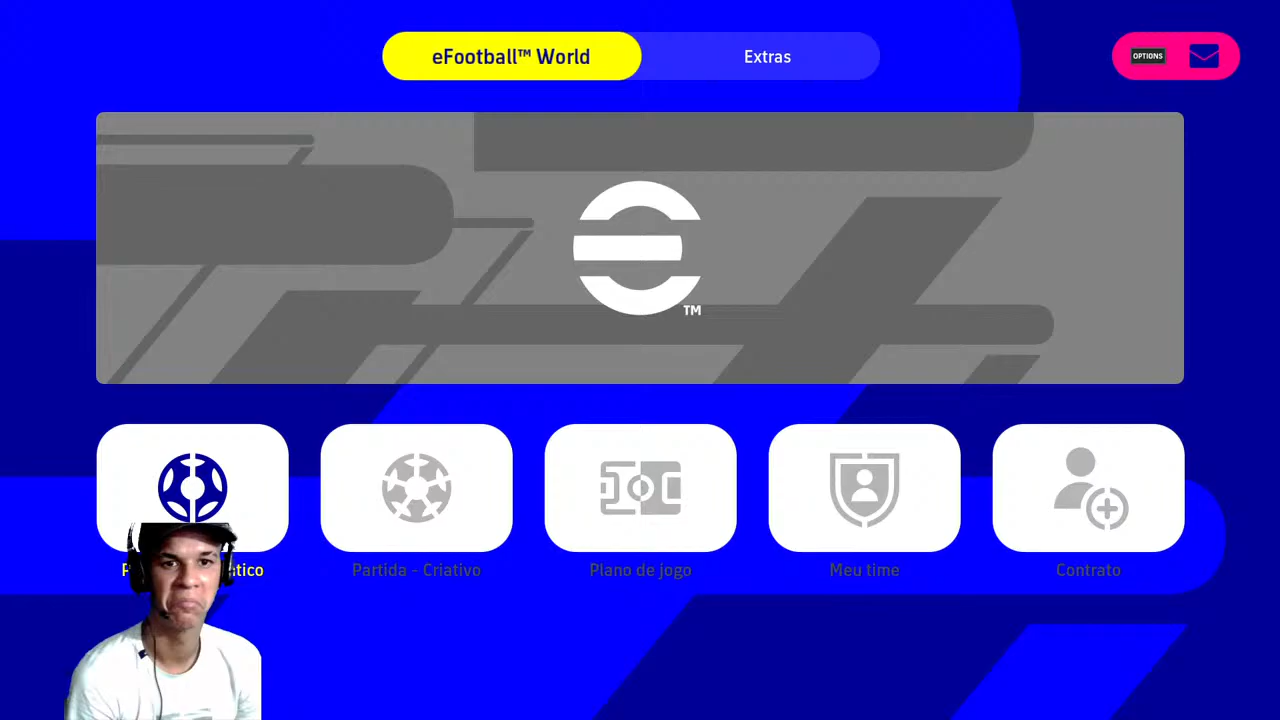 eFootball™ World
Extras
OPTIONS
TM
Partida - Criativo
Plano de jogo
Meu time
Contrato